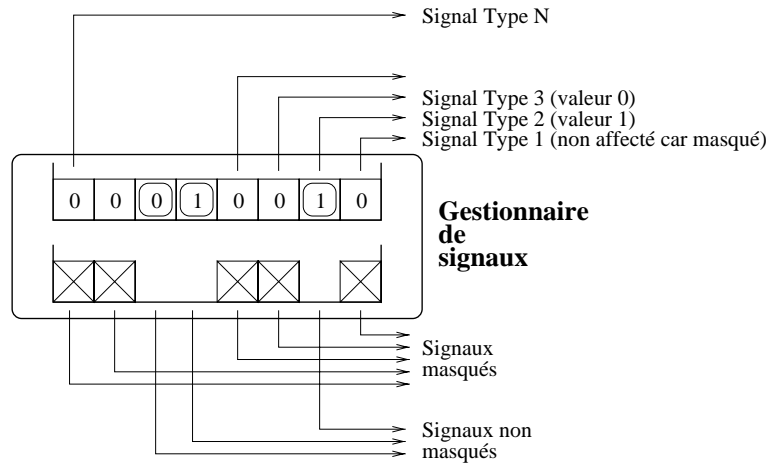 Signal Type N
Signal Type 3 (valeur 0)
Signal Type 2 (valeur 1)
Signal Type 1 (non affecté car masqué)
0 0 0 1 0 0 1 0
Gestionnaire
de
signaux
Signaux
masqués
Signaux non
masqués